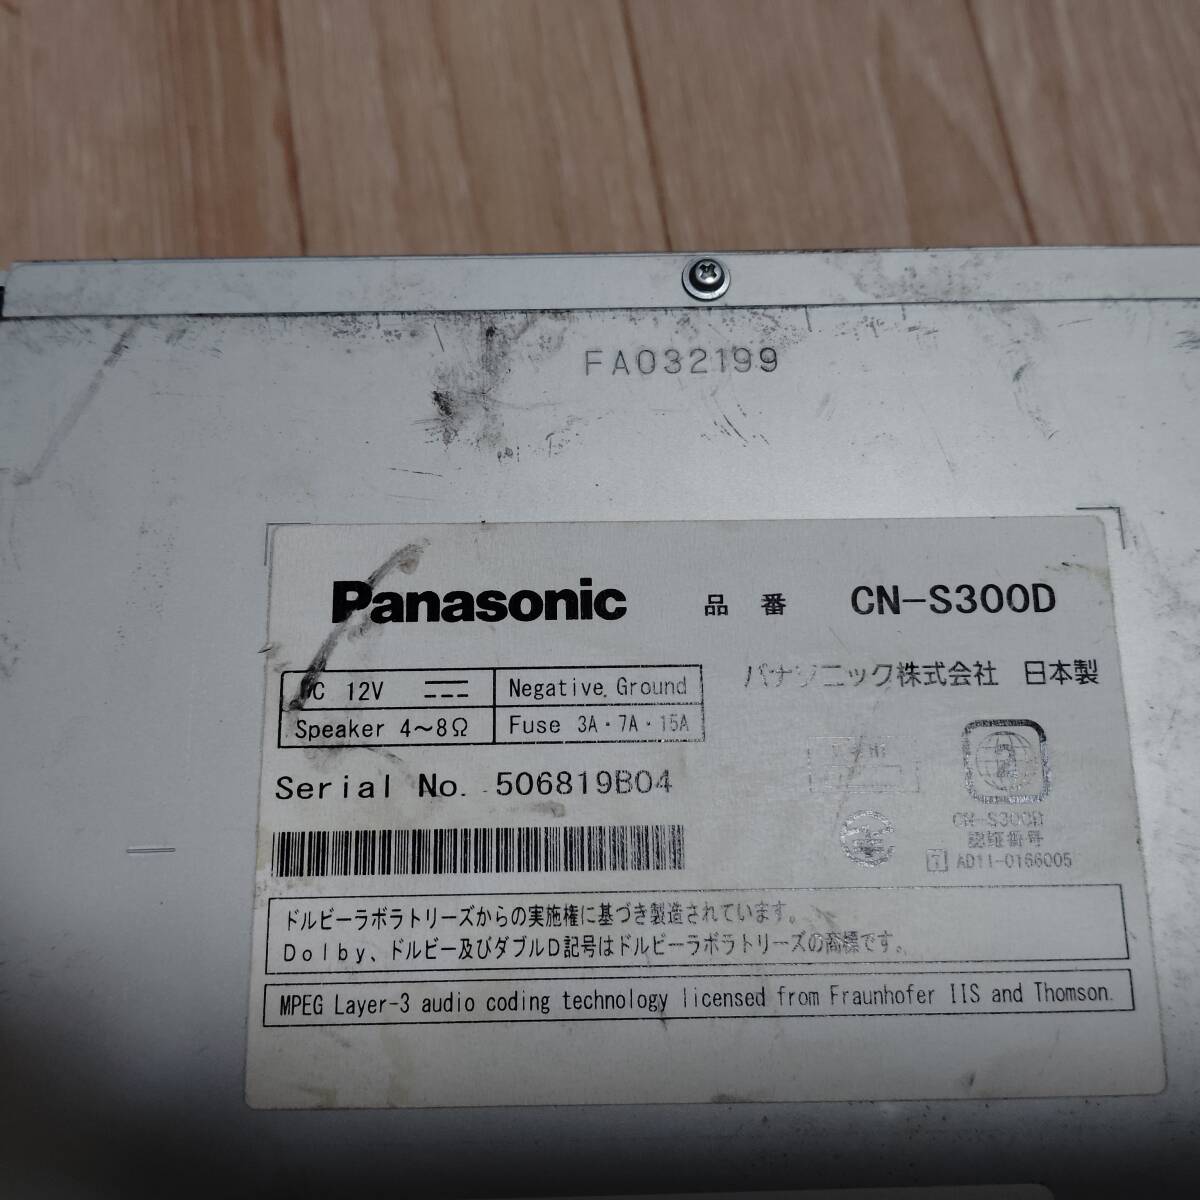 FA032199
Panasonic 品番 CN-S300D
パナソニック株式会社 日本製
DC 12V Negative Ground
Speaker 4~8Ω Fuse 3A・7A・15A
Serial No. 506819B04
CN-S300D
認証番号
T AD11-0166005
ドルビーラボラトリーズからの実施権に基づき製造されています。
Dolby、ドルビー及びダブルD記号はドルビーラボラトリーズの商標です。
MPEG Layer-3 audio coding technology licensed from Fraunhofer IIS and Thomson.